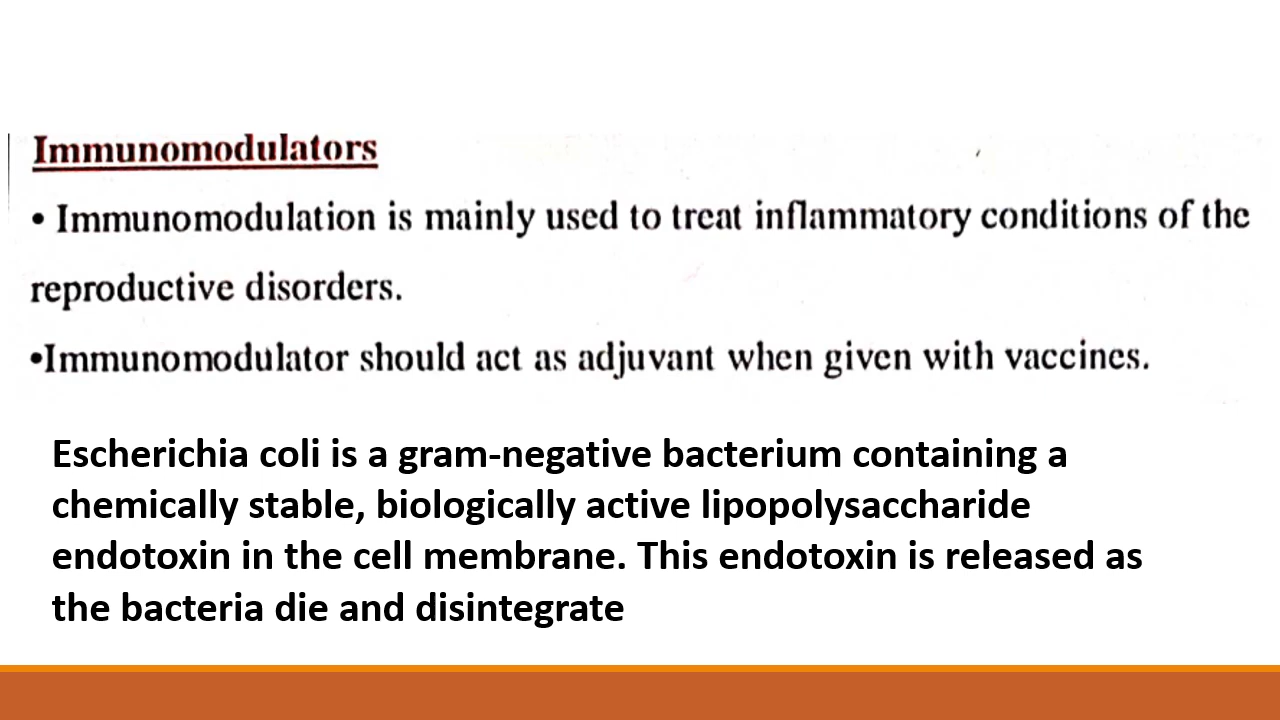 Immunomodulators
• Immunomodulation is mainly used to treat inflammatory conditions of the
reproductive disorders.
•Immunomodulator should act as adjuvant when given with vaccines.
Escherichia coli is a gram-negative bacterium containing a
chemically stable, biologically active lipopolysaccharide
endotoxin in the cell membrane. This endotoxin is released as
the bacteria die and disintegrate